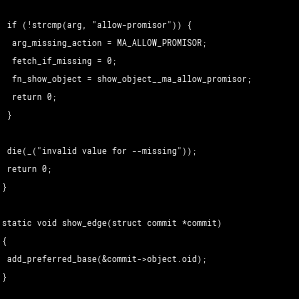 if (!strcmp(arg, "allow-promisor")) {
arg_missing_action = MA_ALLOW_PROMISOR;
fetch_if_missing = 0;
fn_show_object = show_object__ma_allow_promisor;
return 0;
}
die(_("invalid value for --missing"));
return 0;
}
static void show_edge(struct commit *commit)
{
add_preferred_base(&commit->object.oid);
}